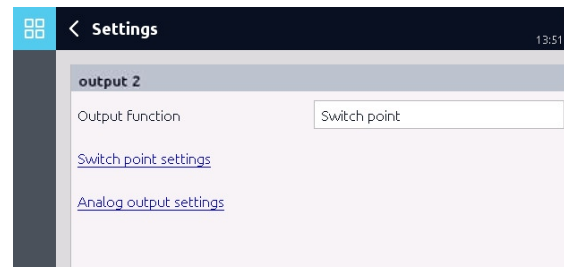 Settings
13:51
output 2
Output function Switch point
Switch point settings
Analog output settings